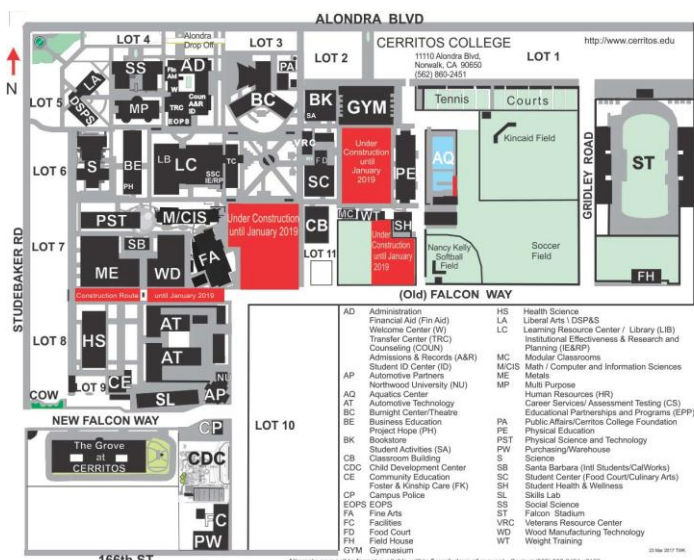 ALONDRA BLVD
LOT 4
Alondra
Drop Off
LOT 3
LOT 2
CERRITOS COLLEGE
11110 Alondra Blvd,
Norwalk, CA 90650
(562) 860-2451
LOT 1
http://www.cerritos.edu
N
LOT 5
LA
DSPS
SS
MP
AD
Fin
Aid
W
TRC
Coun
A&R
ID
EOPS
PA
BC
BK
SA
GYM
Tennis Courts
Kincaid Field
GRIDLEY ROAD
ST
LOT 6
S
BE
PH
LB
LC
SSC
IE/RP
TC
VRC
FD
SC
Under
Construction
until
January
2019
PE
AQ
STUDEBAKER RD
LOT 7
PST
M/CIS
SB
ME
WD
FA
Under Construction
until January 2019
CB
LOT 11
MC
WT
SH
Under
Construction
until
January
2019
Nancy Kelly
Softball
Field
Soccer
Field
FH
Construction Route
until January 2019
(Old) FALCON WAY
LOT 8
HS
AT
AT
LOT 9
CE
SL
NU
AP
COW
NEW FALCON WAY
CP
LOT 10
The Grove
at
CERRITOS
CDC
FC
PW
166th ST
AD Administration
Financial Aid (Fin Aid)
Welcome Center (W)
Transfer Center (TRC)
Counseling (COUN)
Admissions & Records (A&R)
Student ID Center (ID)
AP Automotive Partners
Northwood University (NU)
AQ Aquatics Center
AT Automotive Technology
BC Burnight Center/Theatre
BE Business Education
Project Hope (PH)
BK Bookstore
Student Activities (SA)
CB Classroom Building
CDC Child Development Center
CE Community Education
Foster & Kinship Care (FK)
CP Campus Police
EOPS EOPS
FA Fine Arts
FC Facilities
FD Food Court
FH Field House
GYM Gymnasium
HS Health Science
LA Liberal Arts \ DSP&S
LC Learning Resource Center / Library (LIB)
Institutional Effectiveness & Research and
Planning (IE&RP)
MC Modular Classrooms
M/CIS Math / Computer and Information Sciences
ME Metals
MP Multi Purpose
Human Resources (HR)
Career Services/ Assessment Testing (CS)
Educational Partnerships and Programs (EPP)
PA Public Affairs/Cerritos College Foundation
PE Physical Education
PST Physical Science and Technology
PW Purchasing/Warehouse
S Science
SB Santa Barbara (Intl Students/CalWorks)
SC Student Center (Food Court/Culinary Arts)
SH Student Health & Wellness
SL Skills Lab
SS Social Science
ST Falcon Stadium
VRC Veterans Resource Center
WD Wood Manufacturing Technology
WT Weight Training